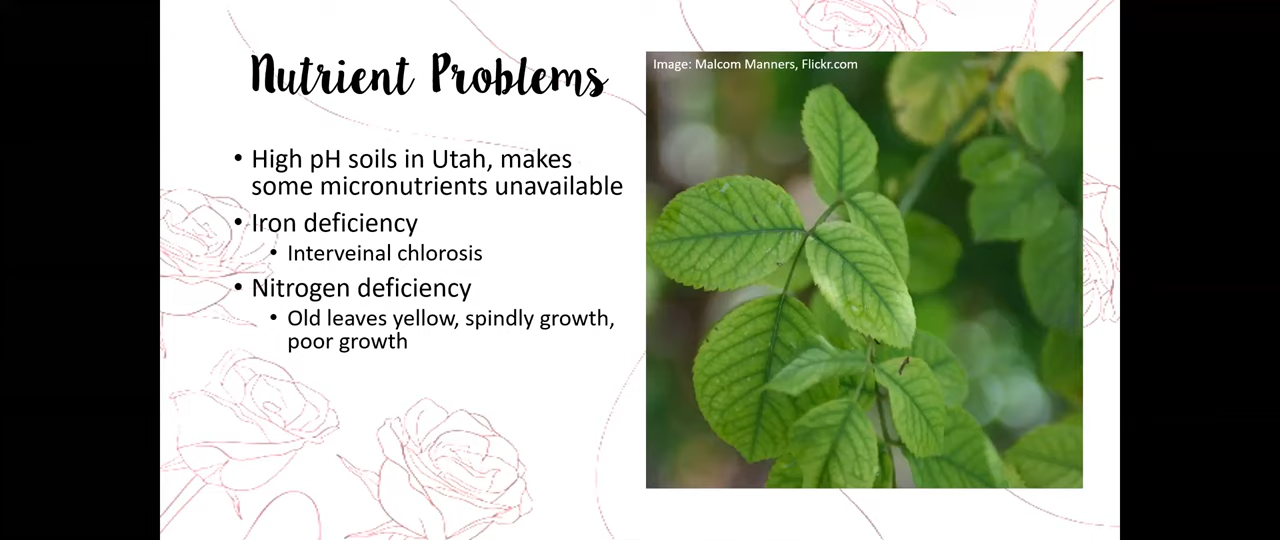 Nutrient Problems
Image: Malcom Manners, Flickr.com
• High pH soils in Utah, makes
some micronutrients unavailable
• Iron deficiency
• Interveinal chlorosis
• Nitrogen deficiency
• Old leaves yellow, spindly growth,
poor growth